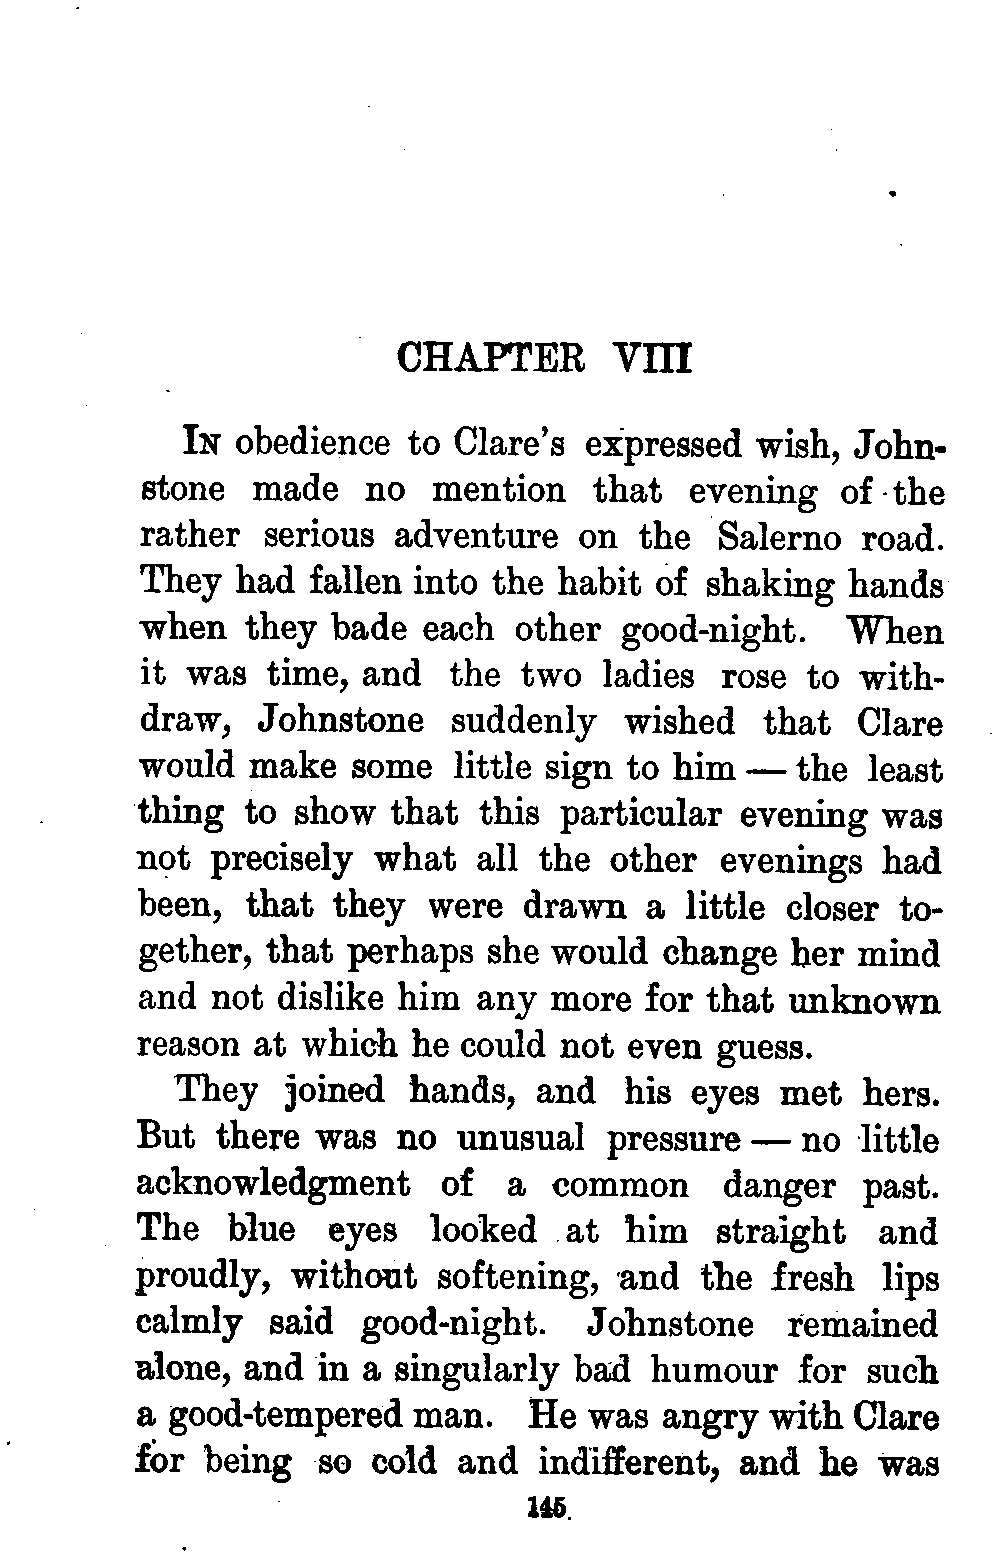 CHAPTER VIII
In obedience to Clare's expressed wish, John-
stone made no mention that evening of the
rather serious adventure on the Salerno road.
They had fallen into the habit of shaking hands
when they bade each other good-night. When
it was time, and the two ladies rose to with-
draw, Johnstone suddenly wished that Clare
would make some little sign to him — the least
thing to show that this particular evening was
not precisely what all the other evenings had
been, that they were drawn a little closer to-
gether, that perhaps she would change her mind
and not dislike him any more for that unknown
reason at which he could not even guess.
They joined hands, and his eyes met hers.
But there was no unusual pressure — no little
acknowledgment of a common danger past.
The blue eyes looked at him straight and
proudly, without softening, and the fresh lips
calmly said good-night. Johnstone remained
alone, and in a singularly bad humour for such
a good-tempered man. He was angry with Clare
for being so cold and indifferent, and he was
145